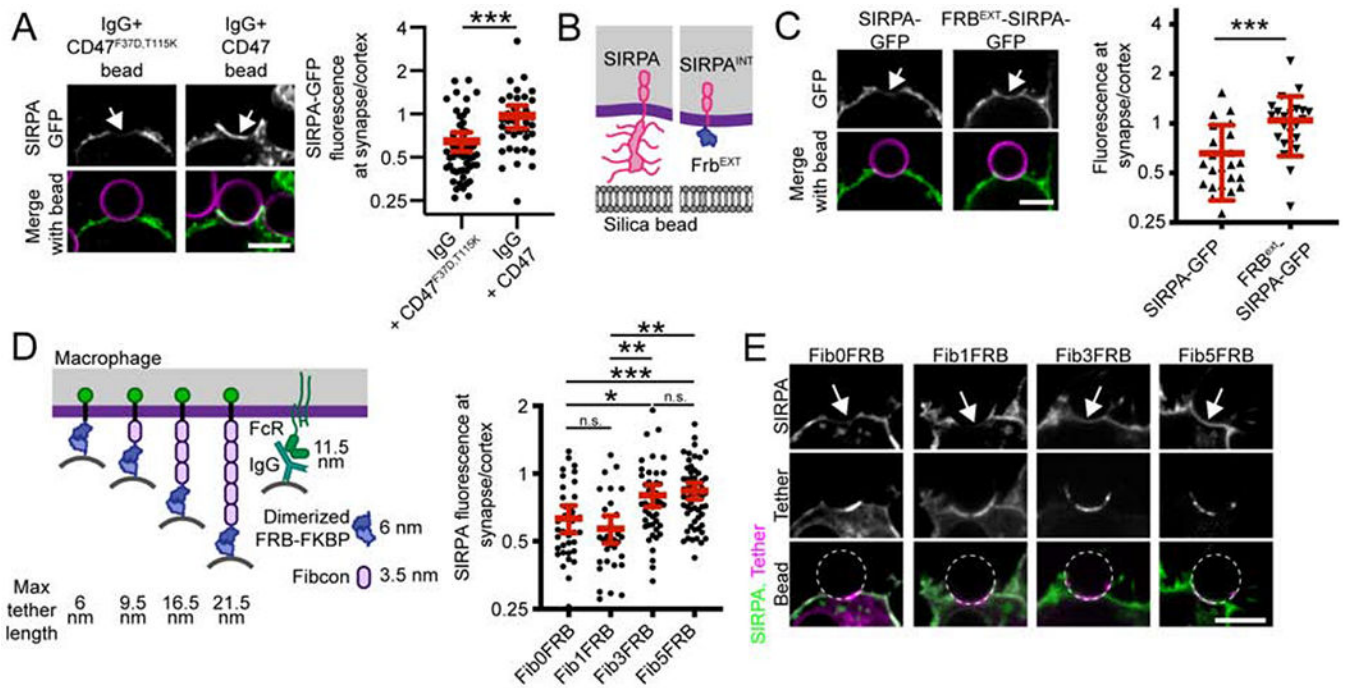 A
IgG+
CD47F37D,T115K
bead
IgG+
CD47
bead
SIRPA
GFP
Merge
with bead
SIRPA-GFP
fluorescence
at synapse/cortex
***
4
2
1
0.5
0.25
IgG
+ CD47F37D,T115K
IgG
+ CD47
B
SIRPA
SIRPAINT
FrbEXT
Silica bead
C
SIRPA-
GFP
FRBEXT-SIRPA-
GFP
GFP
Merge
with bead
Fluorescence at
synapse/cortex
***
4
2
1
0.5
0.25
SIRPA-GFP
FRBext-
SIRPA-GFP
D
Macrophage
FcR
IgG
11.5
nm
Dimerized
FRB-FKBP
6 nm
Fibcon
3.5 nm
Max
tether
length
6
nm
9.5
nm
16.5
nm
21.5
nm
SIRPA fluorescence at
synapse/cortex
**
**
***
*
n.s.
n.s.
2
1
0.5
0.25
Fib0FRB
Fib1FRB
Fib3FRB
Fib5FRB
E
Fib0FRB
Fib1FRB
Fib3FRB
Fib5FRB
SIRPA
Tether
Bead
SIRPA, Tether